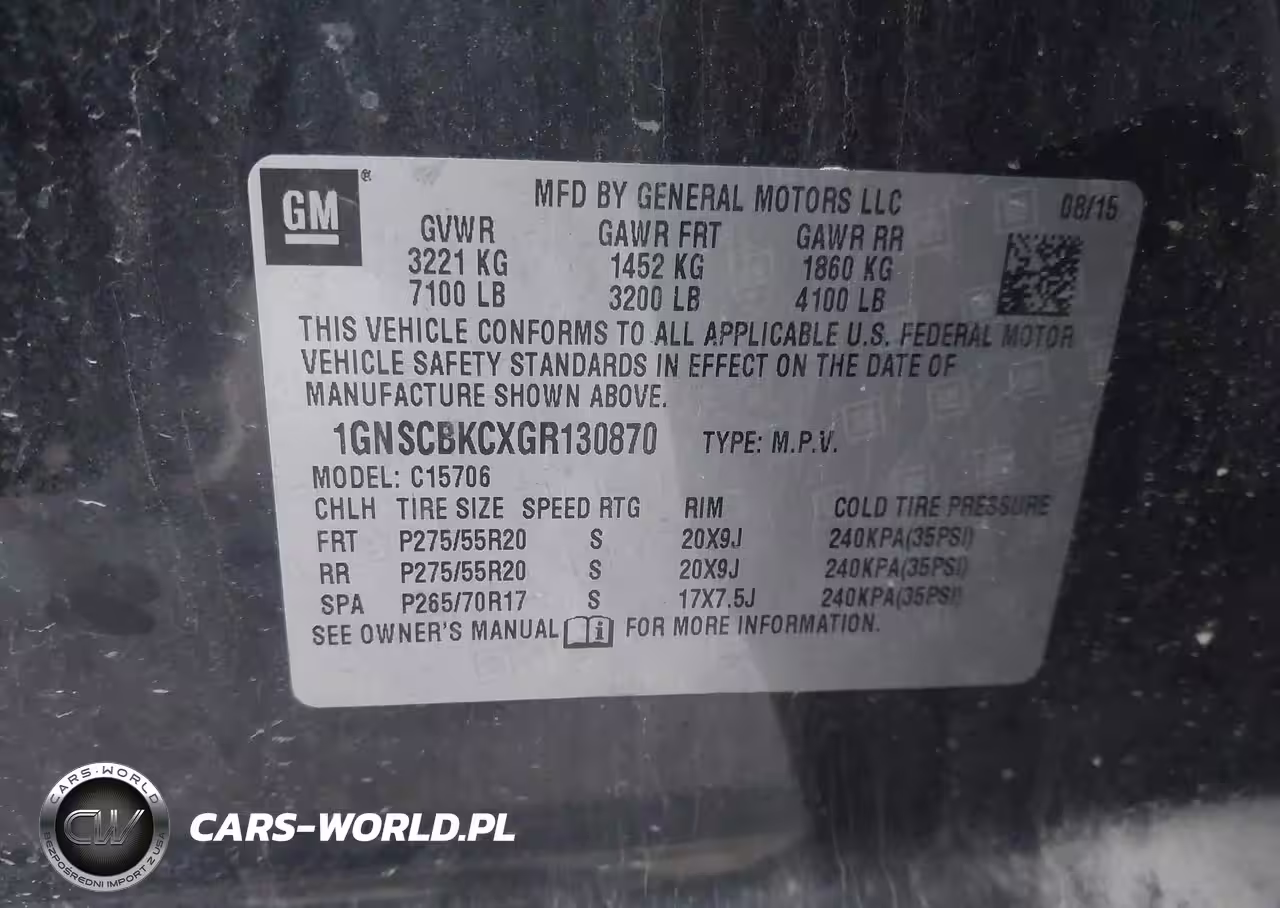 GM ®
MFD BY GENERAL MOTORS LLC 08/15
GVWR GAWR FRT GAWR RR
3221 KG 1452 KG 1860 KG
7100 LB 3200 LB 4100 LB
THIS VEHICLE CONFORMS TO ALL APPLICABLE U.S. FEDERAL MOTOR
VEHICLE SAFETY STANDARDS IN EFFECT ON THE DATE OF
MANUFACTURE SHOWN ABOVE.
1GNSCBKCXGR130870 TYPE: M.P.V.
MODEL: C15706
CHLH TIRE SIZE SPEED RTG RIM COLD TIRE PRESSURE
FRT P275/55R20 S 20X9J 240KPA(35PSI)
RR P275/55R20 S 20X9J 240KPA(35PSI)
SPA P265/70R17 S 17X7.5J 240KPA(35PSI)
SEE OWNER'S MANUAL FOR MORE INFORMATION.
CARS-WORLD
CW
BEZPOŚREDNI IMPORT Z USA
CARS-WORLD.PL